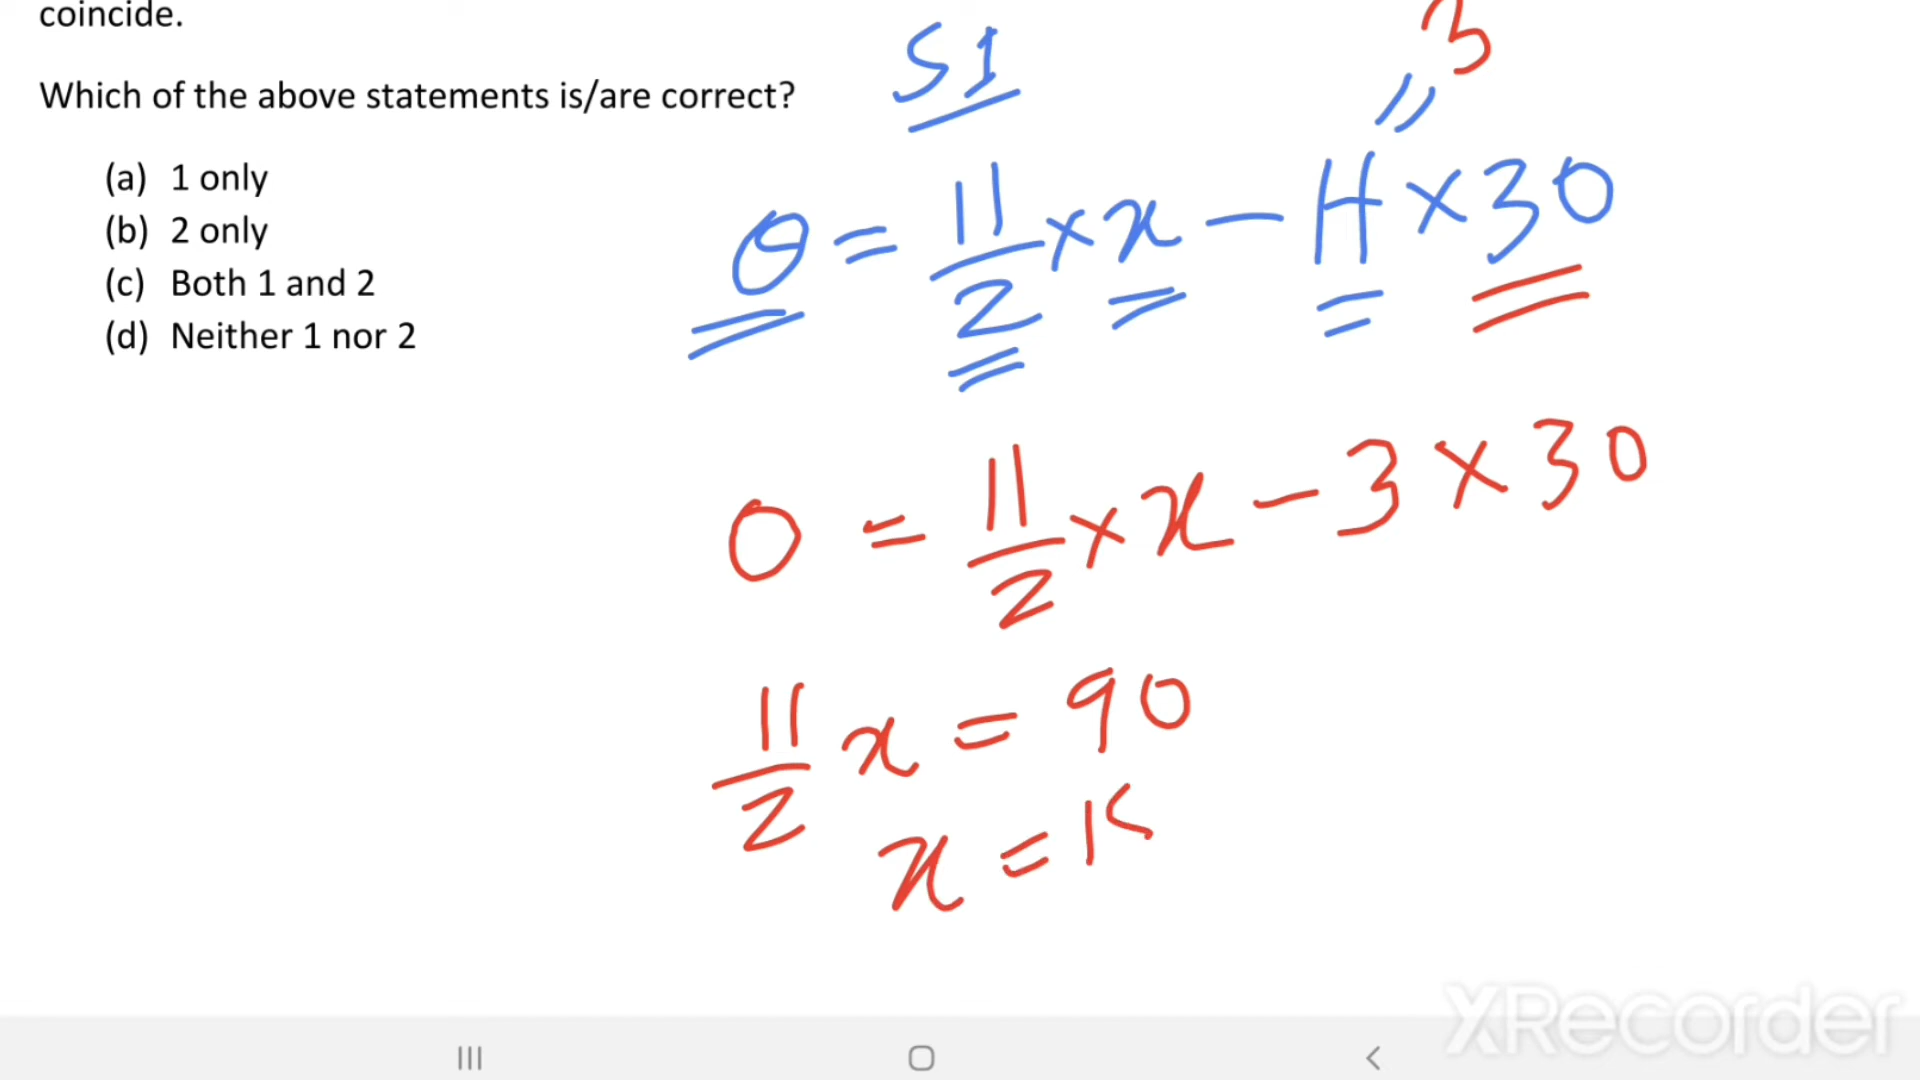 coincide.
3
S1
=
Which of the above statements is/are correct?
(a) 1 only
(b) 2 only
(c) Both 1 and 2
(d) Neither 1 nor 2
θ = 11/2 × x − H × 30
0 = 11/2 × x − 3 × 30
11/2 x = 90
x = 1
XRecorder